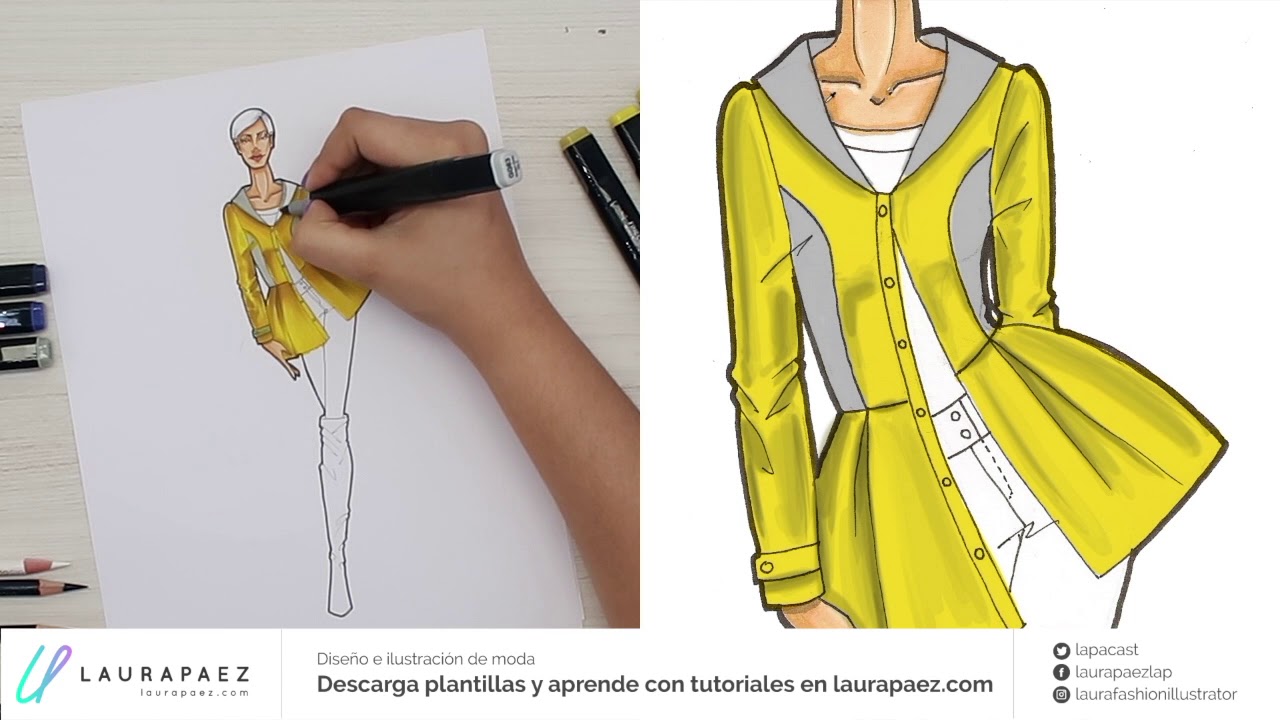 LAURAPAEZ
laurapaez.com
Diseño e ilustración de moda
Descarga plantillas y aprende con tutoriales en laurapaez.com
lapacast
laurapaezlap
laurafashionillustrator